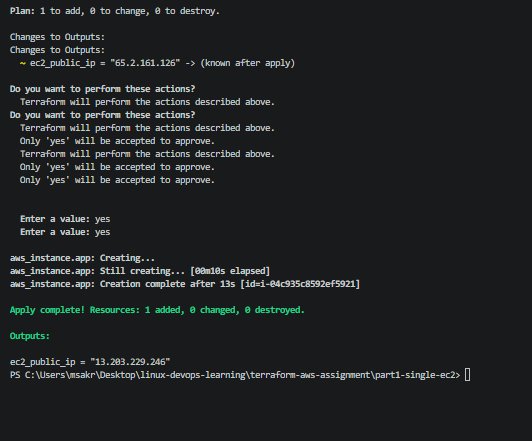 Plan: 1 to add, 0 to change, 0 to destroy.
Changes to Outputs:
Changes to Outputs:
~ ec2_public_ip = "65.2.161.126" -> (known after apply)
Do you want to perform these actions?
Terraform will perform the actions described above.
Do you want to perform these actions?
Terraform will perform the actions described above.
Only 'yes' will be accepted to approve.
Terraform will perform the actions described above.
Only 'yes' will be accepted to approve.
Only 'yes' will be accepted to approve.
Enter a value: yes
Enter a value: yes
aws_instance.app: Creating...
aws_instance.app: Still creating... [00m10s elapsed]
aws_instance.app: Creation complete after 13s [id=i-04c935c8592ef5921]
Apply complete! Resources: 1 added, 0 changed, 0 destroyed.
Outputs:
ec2_public_ip = "13.203.229.246"
PS C:\Users\msakr\Desktop\linux-devops-learning\terraform-aws-assignment\part1-single-ec2>